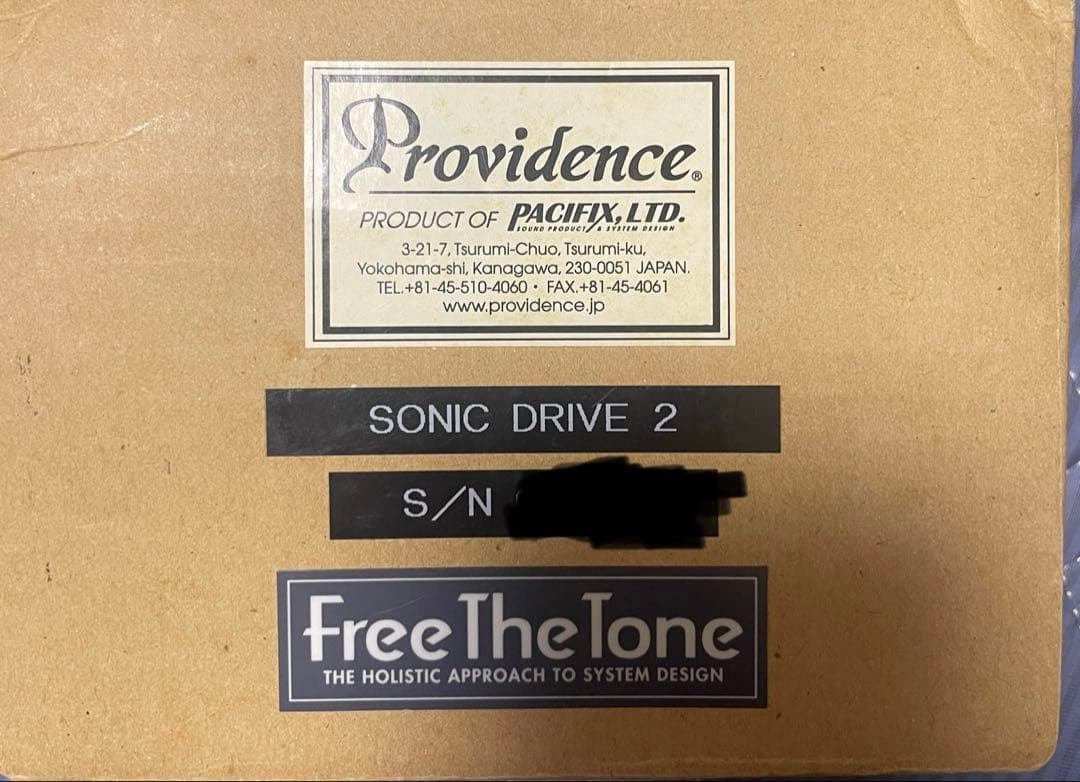 Providence®
PRODUCT OF PACIFIX, LTD.
SOUND PRODUCT & SYSTEM DESIGN
3-21-7, Tsurumi-Chuo, Tsurumi-ku,
Yokohama-shi, Kanagawa, 230-0051 JAPAN.
TEL.+81-45-510-4060・FAX.+81-45-4061
www.providence.jp
SONIC DRIVE 2
S/N
FreeTheTone
THE HOLISTIC APPROACH TO SYSTEM DESIGN